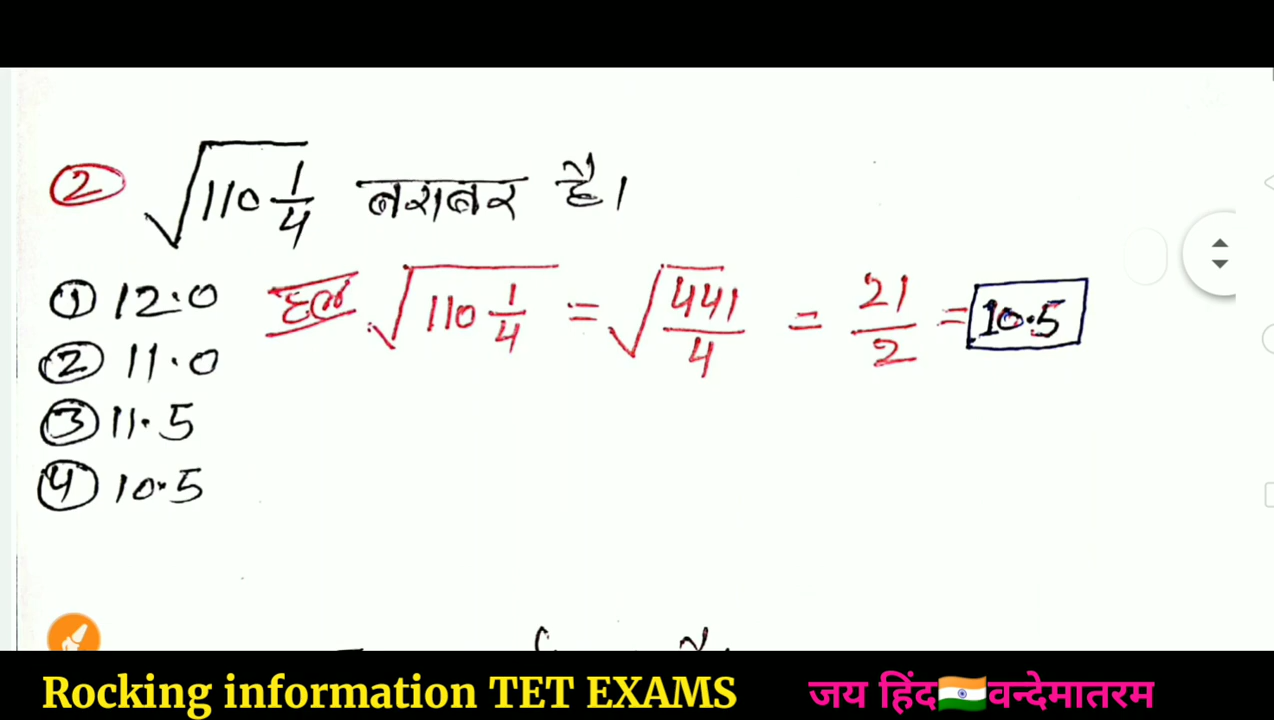 ② √110 1/4 बराबर है।
① 12.0
② 11.0
③ 11.5
④ 10.5
हल √110 1/4 = √441/4 = 21/2 = 10.5
Rocking information TET EXAMS जय हिंद🇮🇳वन्देमातरम